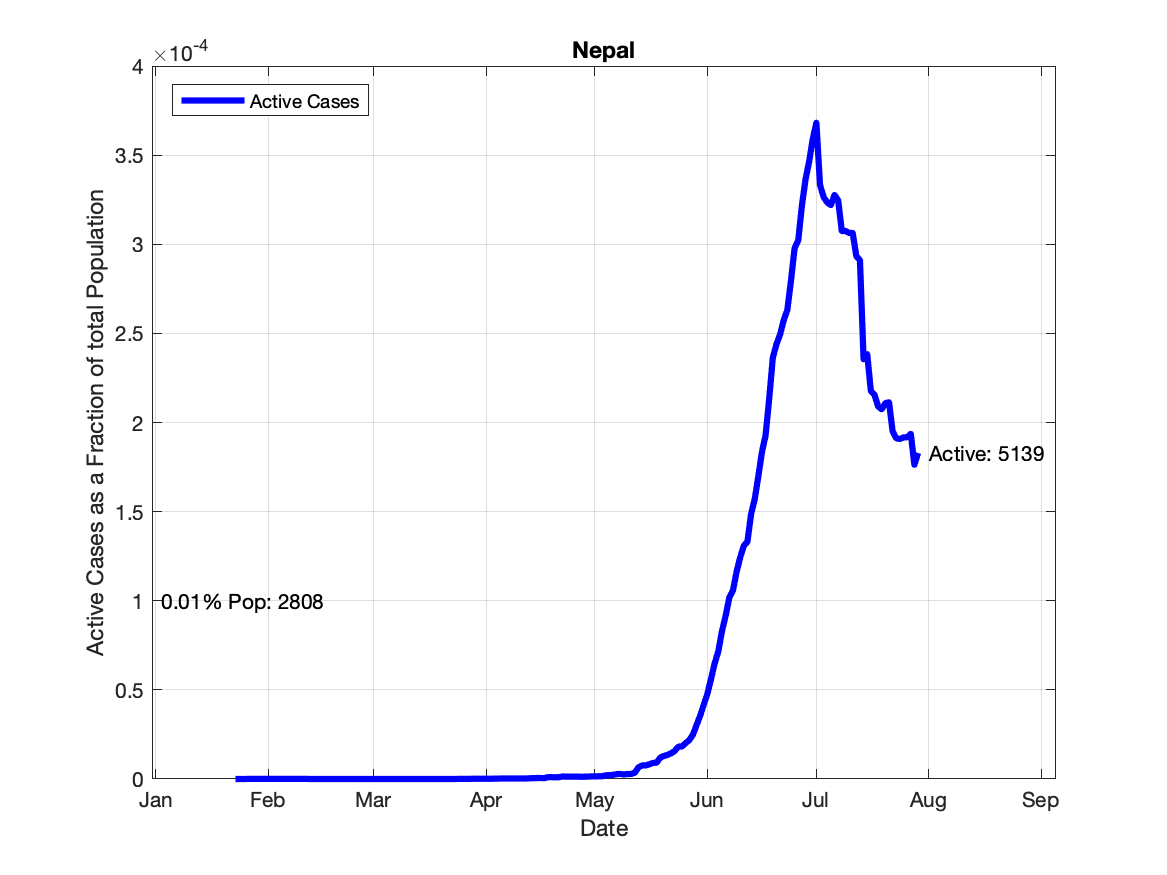 Nepal
×10-4
4
3.5
3
2.5
2
1.5
1
0.5
0
Active Cases as a Fraction of total Population
Active Cases
Active: 5139
0.01% Pop: 2808
Jan Feb Mar Apr May Jun Jul Aug Sep
Date